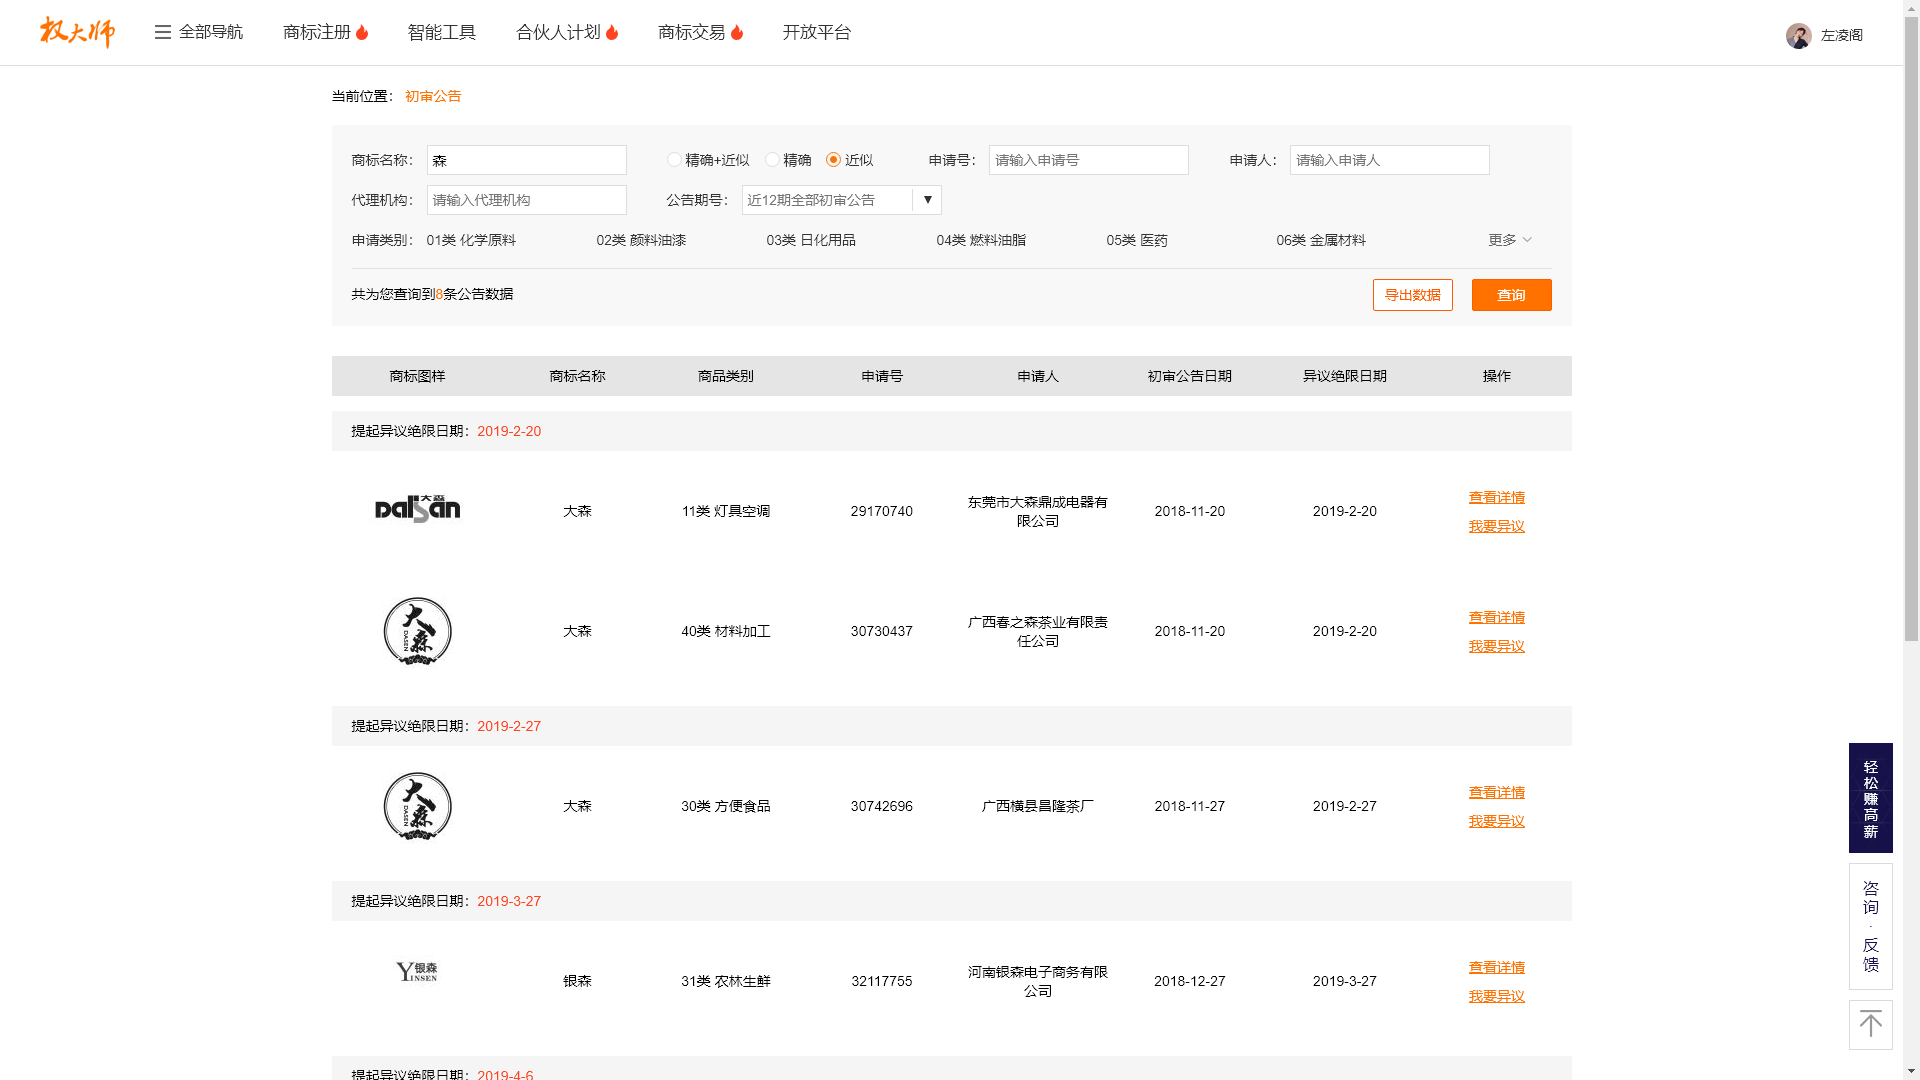 权大师 全部导航 商标注册 智能工具 合伙人计划 商标交易 开放平台 左凌阁
当前位置： 初审公告
商标名称： 森 精确+近似 精确 近似 申请号： 请输入申请号 申请人： 请输入申请人
代理机构： 请输入代理机构 公告期号： 近12期全部初审公告 ▼
申请类别： 01类 化学原料 02类 颜料油漆 03类 日化用品 04类 燃料油脂 05类 医药 06类 金属材料 更多
共为您查询到8条公告数据 导出数据 查询
商标图样 商标名称 商品类别 申请号 申请人 初审公告日期 异议绝限日期 操作
提起异议绝限日期：2019-2-20
Dalsan 大森 大森 11类 灯具空调 29170740 东莞市大森鼎成电器有限公司 2018-11-20 2019-2-20 查看详情 我要异议
大森 DASEN 大森 40类 材料加工 30730437 广西春之森茶业有限责任公司 2018-11-20 2019-2-20 查看详情 我要异议
提起异议绝限日期：2019-2-27
大森 DASEN 大森 30类 方便食品 30742696 广西横县昌隆茶厂 2018-11-27 2019-2-27 查看详情 我要异议
提起异议绝限日期：2019-3-27
银森 YINSEN 银森 31类 农林生鲜 32117755 河南银森电子商务有限公司 2018-12-27 2019-3-27 查看详情 我要异议
提起异议绝限日期：2019-4-6
轻松赚高薪
咨询·反馈